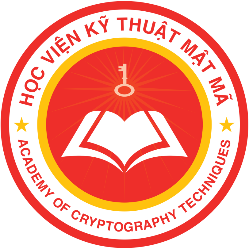 HỌC VIỆN KỸ THUẬT MẬT MÃ
ACADEMY OF CRYPTOGRAPHY TECHNIQUES